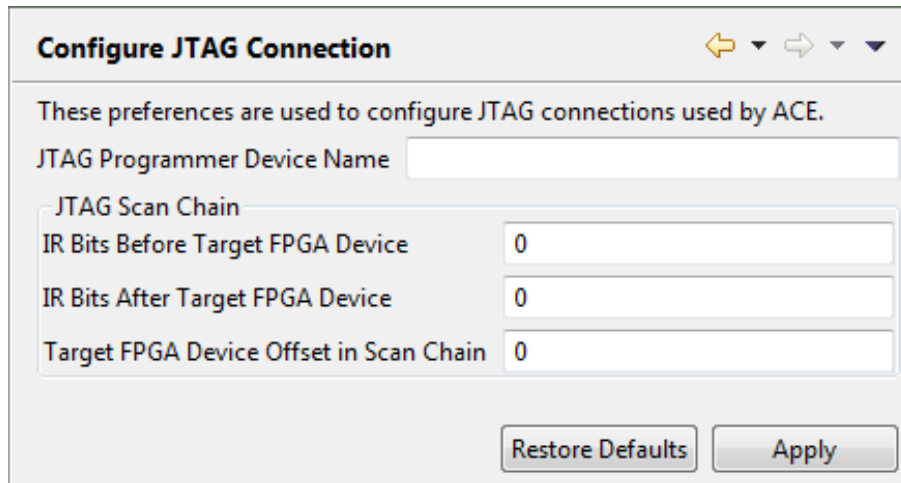 Configure JTAG Connection
These preferences are used to configure JTAG connections used by ACE.
JTAG Programmer Device Name
JTAG Scan Chain
IR Bits Before Target FPGA Device 0
IR Bits After Target FPGA Device 0
Target FPGA Device Offset in Scan Chain 0
Restore Defaults Apply